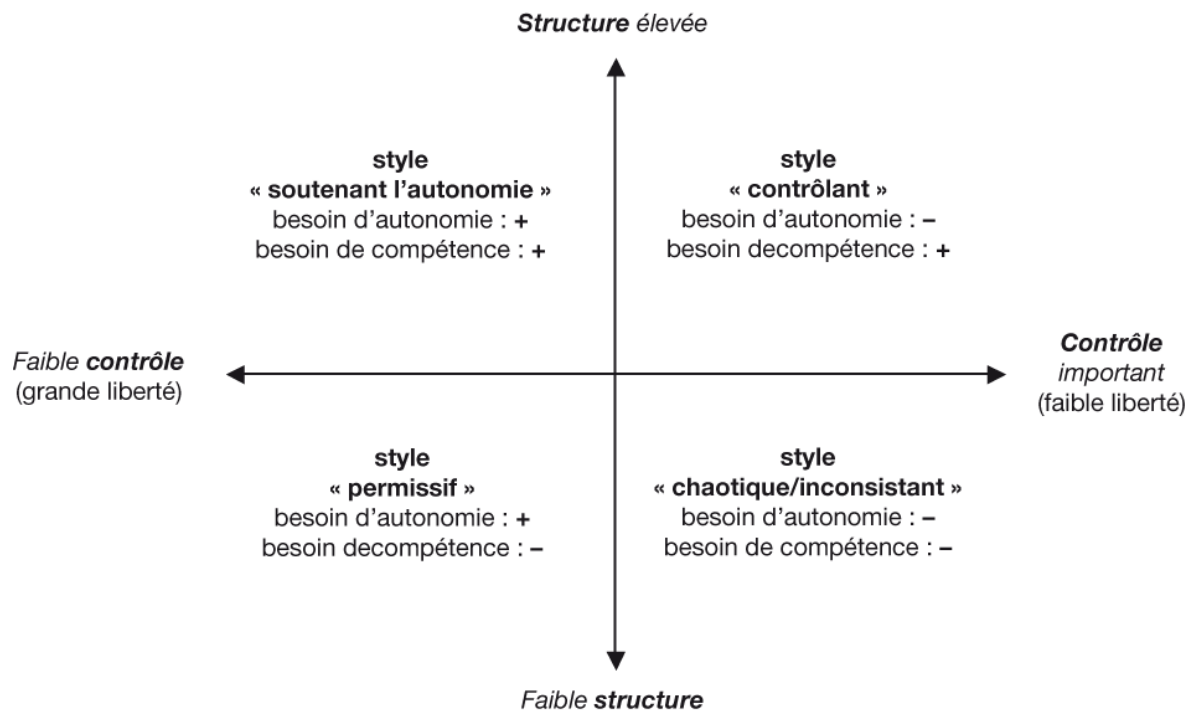 Structure élevée
style
« soutenant l’autonomie »
besoin d’autonomie : +
besoin de compétence : +
style
« contrôlant »
besoin d’autonomie : –
besoin decompétence : +
Faible contrôle
(grande liberté)
Contrôle
important
(faible liberté)
style
« permissif »
besoin d’autonomie : +
besoin decompétence : –
style
« chaotique/inconsistant »
besoin d’autonomie : –
besoin de compétence : –
Faible structure